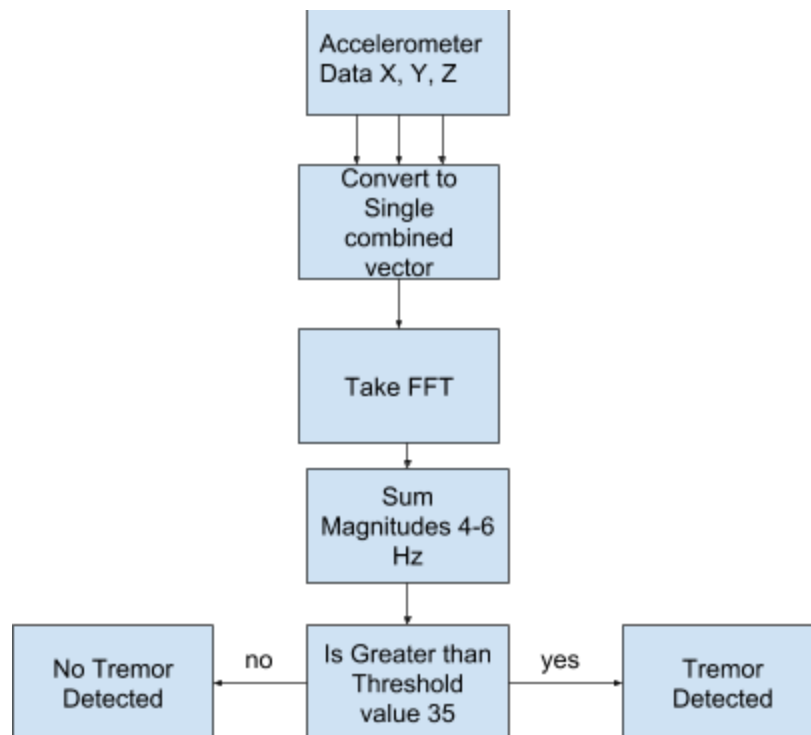 Accelerometer
Data X, Y, Z
Convert to
Single
combined
vector
Take FFT
Sum
Magnitudes 4-6
Hz
No Tremor
Detected
no
Is Greater than
Threshold
value 35
yes
Tremor
Detected